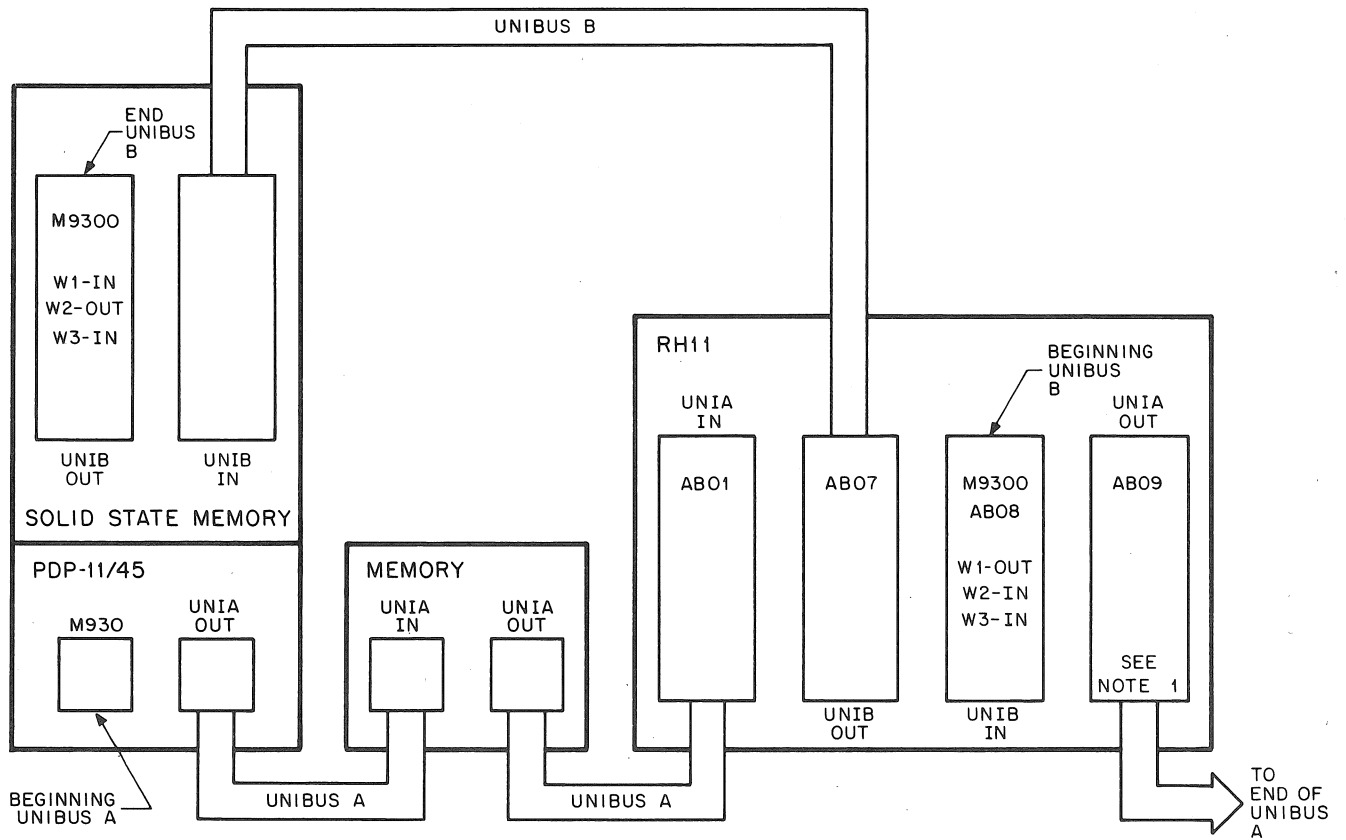 UNIBUS B
END
UNIBUS
B
M9300
W1-IN
W2-OUT
W3-IN
UNIB
OUT
UNIB
IN
SOLID STATE MEMORY
PDP-11/45
M930
UNIA
OUT
BEGINNING
UNIBUS A
MEMORY
UNIA
IN
UNIA
OUT
UNIBUS A
UNIBUS A
RH11
UNIA
IN
AB01
AB07
UNIB
OUT
BEGINNING
UNIBUS
B
M9300
AB08
W1-OUT
W2-IN
W3-IN
UNIB
IN
UNIA
OUT
AB09
SEE
NOTE 1
TO
END OF
UNIBUS
A